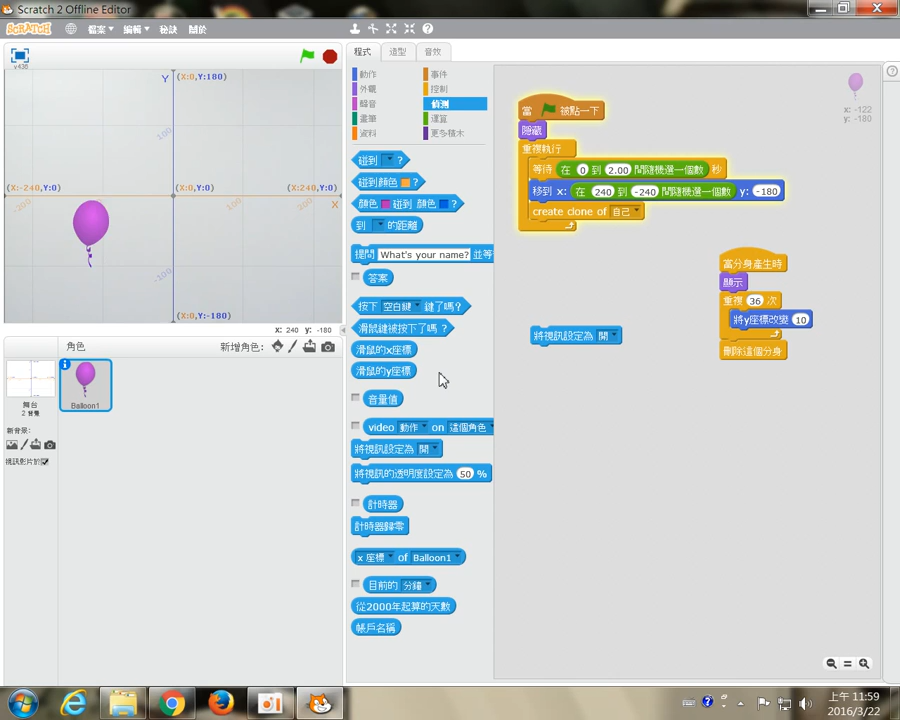 Scratch 2 Offline Editor
SCRATCH 檔案 編輯 秘訣 關於
y438
Y (X:0,Y:180)
100
(X:-240,Y:0) (X:0,Y:0) (X:240,Y:0)
-200 100 200 X
-100
(X:0,Y:-180)
x: 240 y: -180
角色 新增角色:
舞台
2 背景
Balloon1
新背景:
視訊影片於
程式 造型 音效
動作 事件
外觀 控制
聲音 偵測
畫筆 運算
資料 更多積木
碰到 ?
碰到顏色 ?
顏色 碰到 顏色 ?
到 的距離
提問 What's your name? 並等
答案
按下 空白鍵 鍵了嗎?
滑鼠鍵被按下了嗎 ?
滑鼠的x座標
滑鼠的y座標
音量值
video 動作 on 這個角色
將視訊設定為 開
將視訊的透明度設定為 50 %
計時器
計時器歸零
x 座標 of Balloon1
目前的 分鐘
從2000年起算的天數
帳戶名稱
當 被點一下
隱藏
重複執行
等待 在 0 到 2.00 間隨機選一個數 秒
移到 x: 在 240 到 -240 間隨機選一個數 y: -180
create clone of 自己
將視訊設定為 開
當分身產生時
顯示
重複 36 次
將y座標改變 10
刪除這個分身
x: -122
y: -180
上午 11:59
2016/3/22